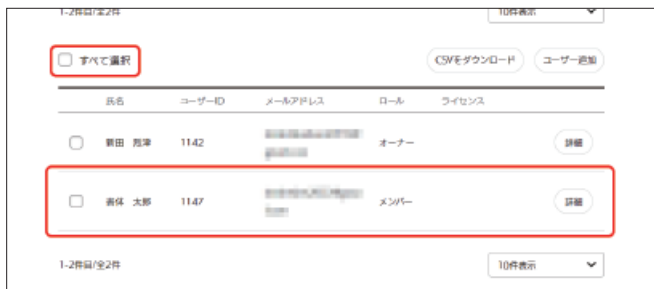 1-2件目/全2件 10件表示
すべて選択 CSVをダウンロード ユーザー追加
氏名 ユーザーID メールアドレス ロール ライセンス
1142 オーナー 詳細
太郎 1147 メンバー 詳細
1-2件目/全2件 10件表示